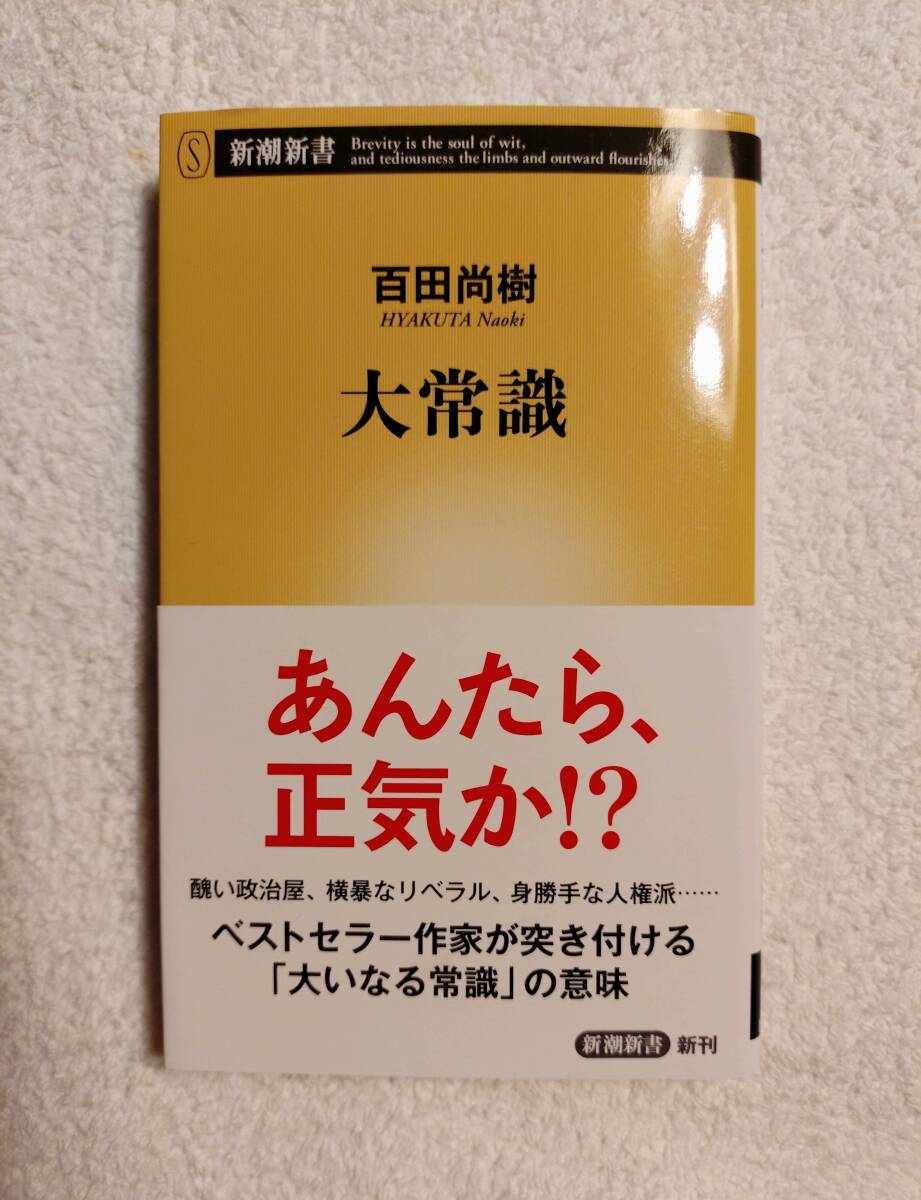 S 新潮新書 Brevity is the soul of wit,
and tediousness the limbs and outward flourishes.
百田尚樹
HYAKUTA Naoki
大常識
あんたら、
正気か!?
醜い政治屋、横暴なリベラル、身勝手な人権派……
ベストセラー作家が突き付ける
「大いなる常識」の意味
新潮新書 新刊